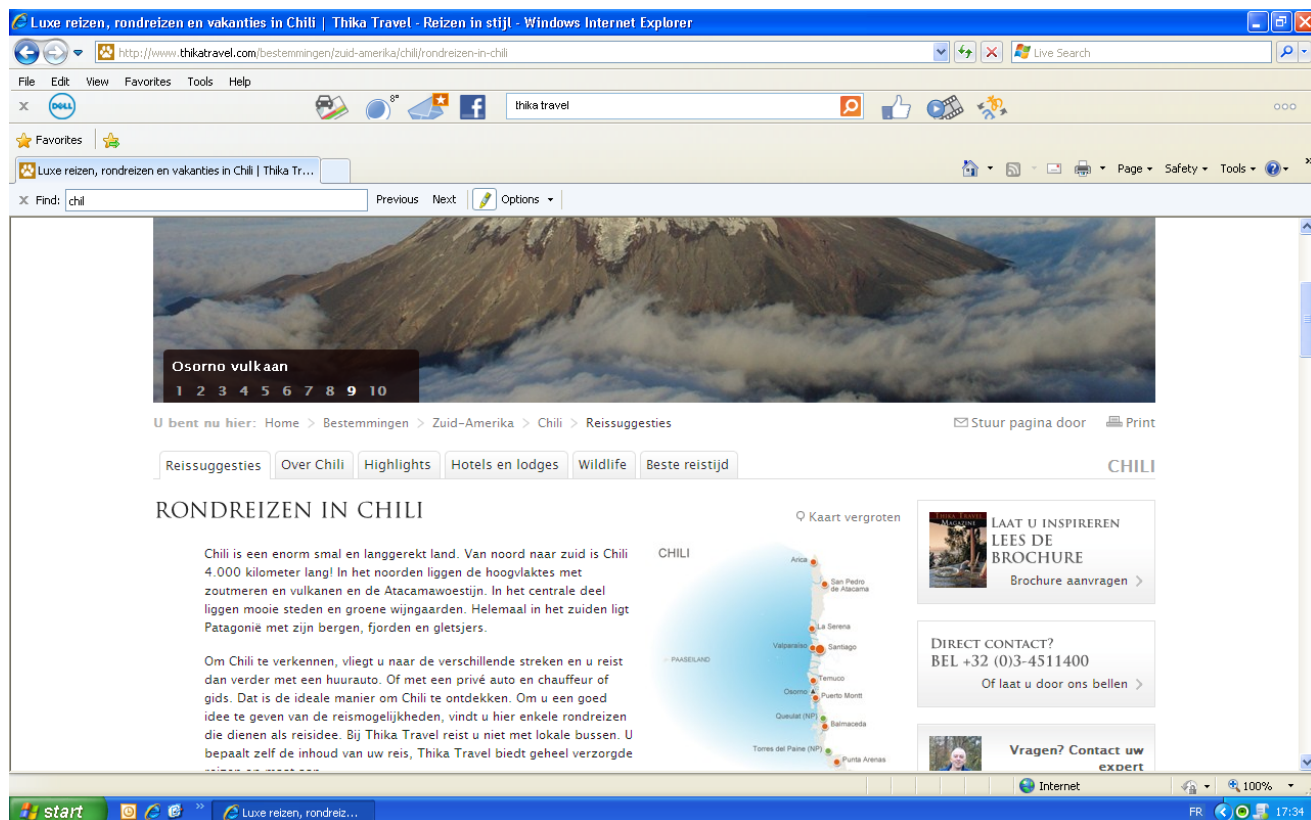 Luxe reizen, rondreizen en vakanties in Chili | Thika Travel - Reizen in stijl - Windows Internet Explorer
http://www.thikatravel.com/bestemmingen/zuid-amerika/chili/rondreizen-in-chili
Live Search
File Edit View Favorites Tools Help
x DELL 8° thika travel
Favorites
Luxe reizen, rondreizen en vakanties in Chili | Thika Tr...
Page Safety Tools
x Find: chil Previous Next Options
Osorno vulkaan
1 2 3 4 5 6 7 8 9 10
U bent nu hier: Home > Bestemmingen > Zuid-Amerika > Chili > Reissuggesties
Stuur pagina door Print
Reissuggesties Over Chili Highlights Hotels en lodges Wildlife Beste reistijd
CHILI
RONDREIZEN IN CHILI
Kaart vergroten
Chili is een enorm smal en langgerekt land. Van noord naar zuid is Chili
4.000 kilometer lang! In het noorden liggen de hoogvlaktes met
zoutmeren en vulkanen en de Atacamawoestijn. In het centrale deel
liggen mooie steden en groene wijngaarden. Helemaal in het zuiden ligt
Patagonië met zijn bergen, fjorden en gletsjers.
Om Chili te verkennen, vliegt u naar de verschillende streken en u reist
dan verder met een huurauto. Of met een privé auto en chauffeur of
gids. Dat is de ideale manier om Chili te ontdekken. Om u een goed
idee te geven van de reismogelijkheden, vindt u hier enkele rondreizen
die dienen als reisidee. Bij Thika Travel reist u niet met lokale bussen. U
bepaalt zelf de inhoud van uw reis, Thika Travel biedt geheel verzorgde
CHILI
Arica
San Pedro
de Atacama
La Serena
Valparaiso
Santiago
PAASEILAND
Temuco
Osorno
Puerto Montt
Queulat (NP)
Balmaceda
Torres del Paine (NP)
Punta Arenas
THIKA TRAVEL
MAGAZINE
LAAT U INSPIREREN
LEES DE
BROCHURE
Brochure aanvragen >
DIRECT CONTACT?
BEL +32 (0)3-4511400
Of laat u door ons bellen >
Vragen? Contact uw
expert
Internet
100%
start
Luxe reizen, rondreiz...
FR
17:34